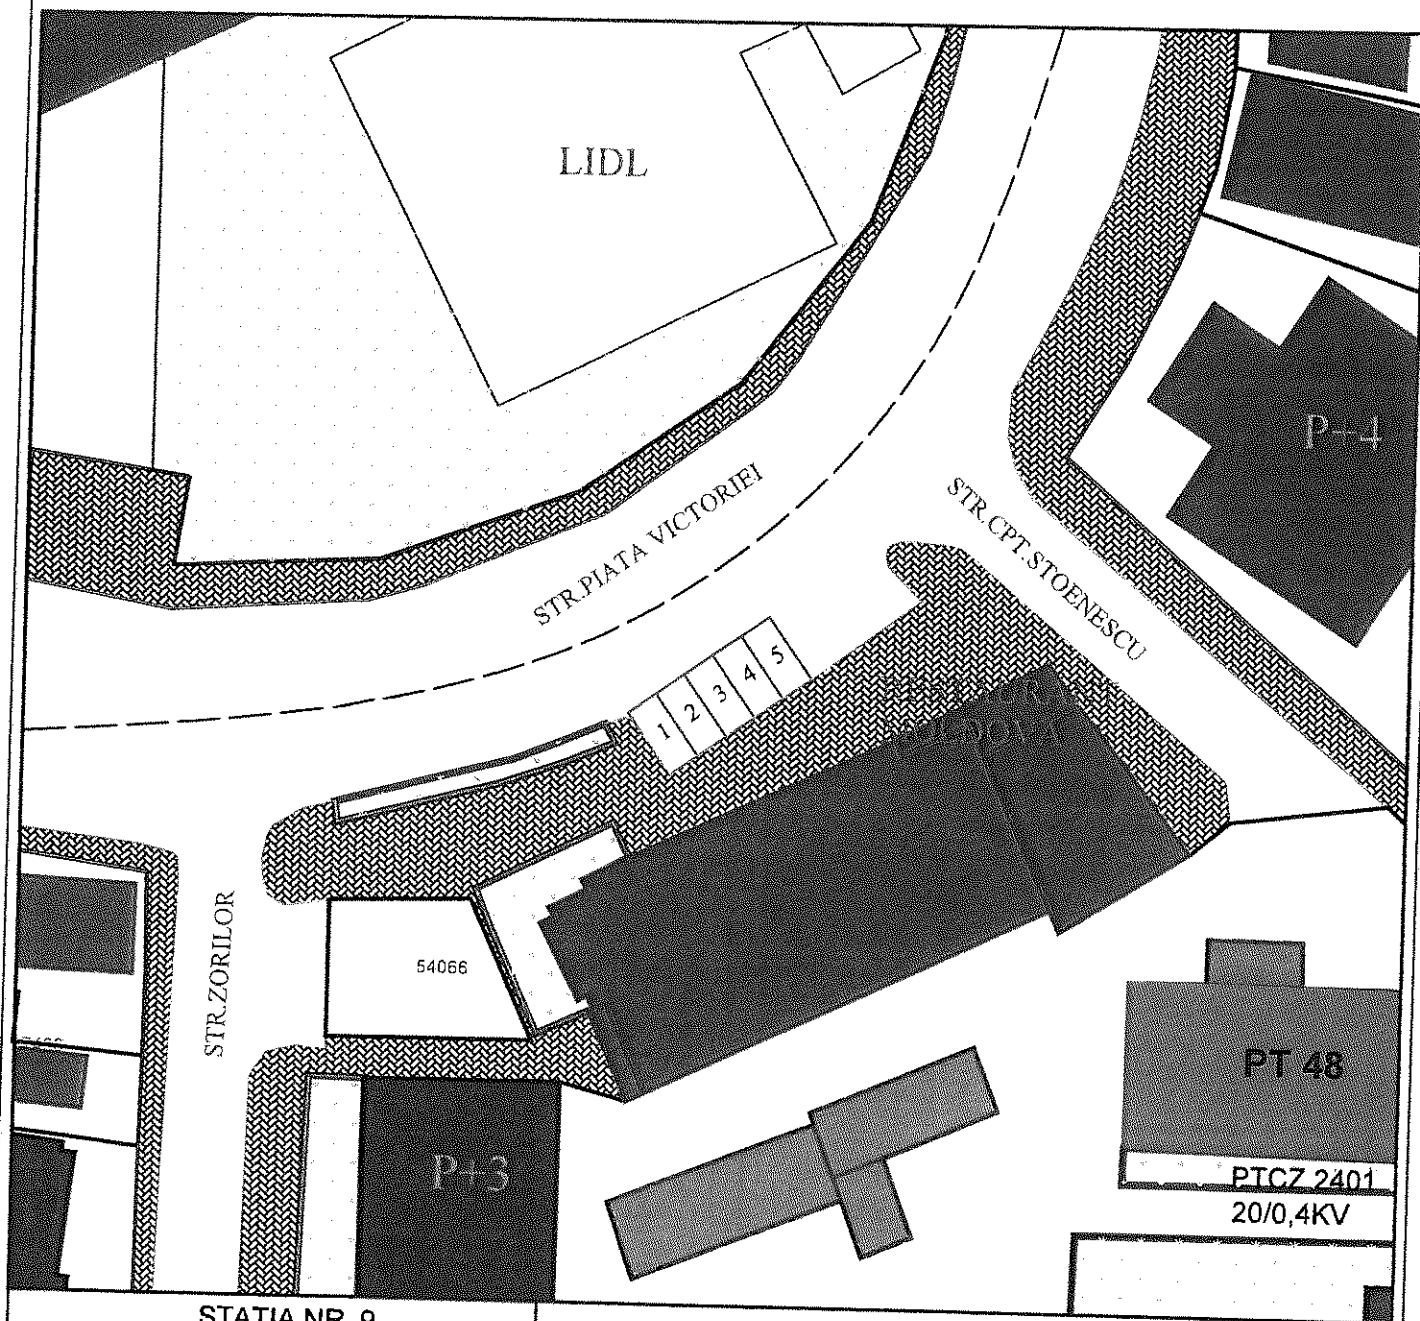 LIDL
P+4
STR.PIATA VICTORIEI
STR.CPT.STOENESCU
1
2
3
4
5
MOLDOVA
STR.ZORILOR
54066
PT 48
P+3
PTCZ 2401
20/0,4KV
STATIA NR. 9